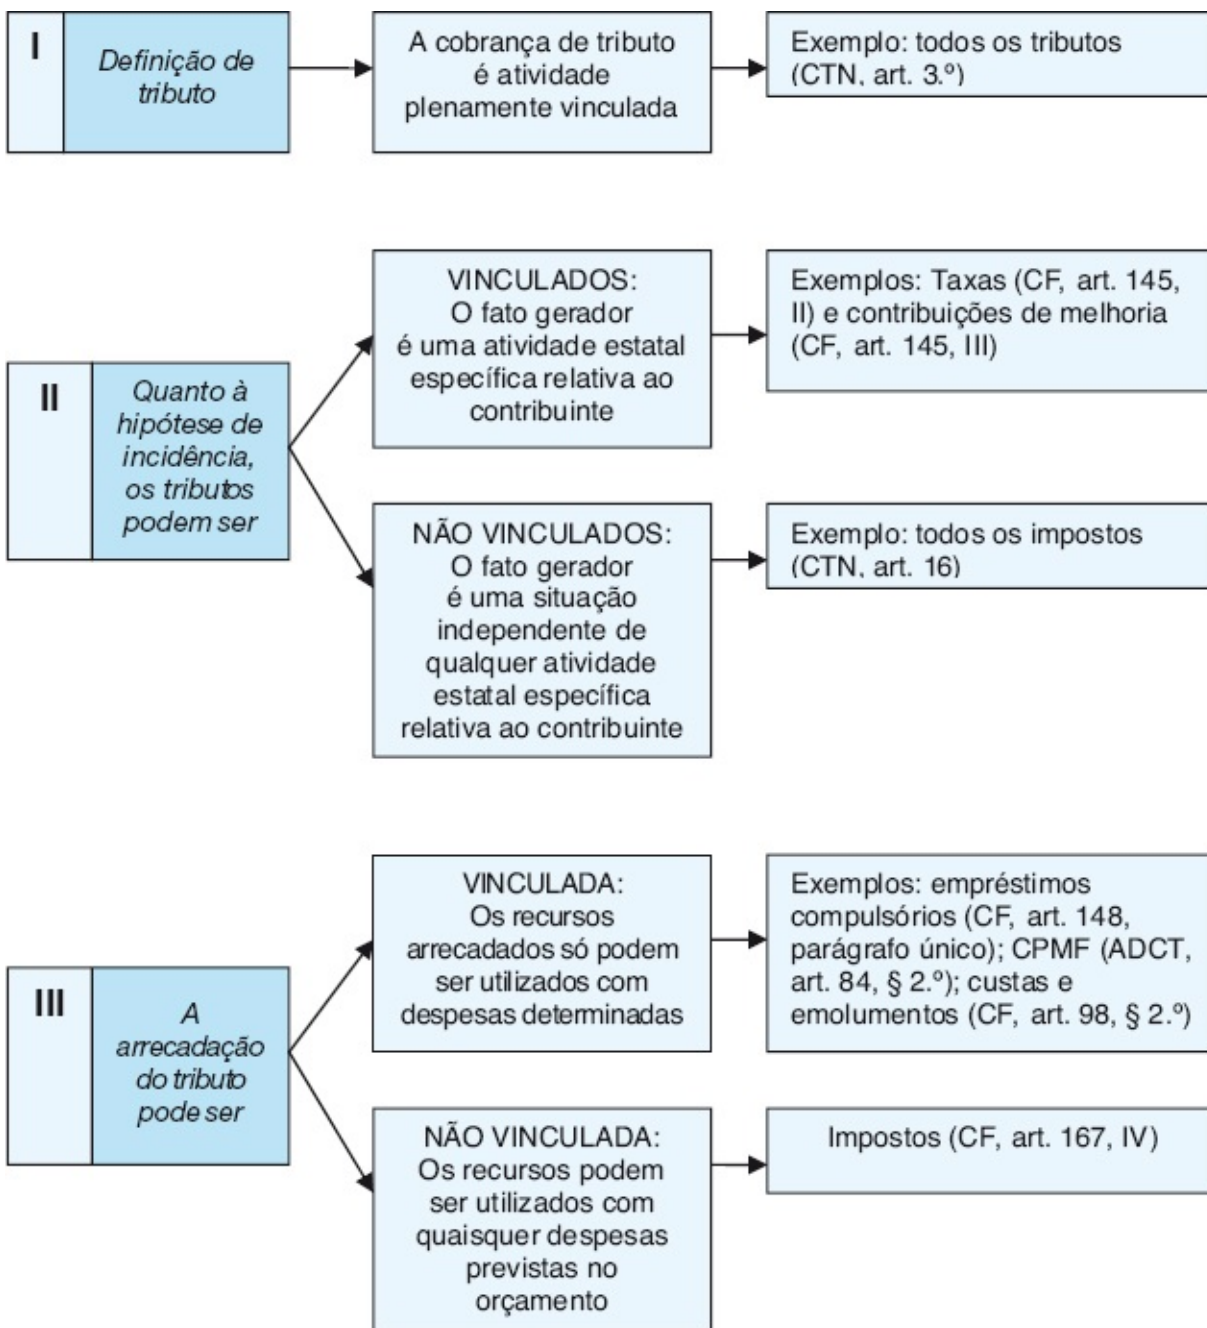 I
Definição de
tributo
A cobrança de tributo
é atividade
plenamente vinculada
Exemplo: todos os tributos
(CTN, art. 3.º)
II
Quanto à
hipótese de
incidência,
os tributos
podem ser
VINCULADOS:
O fato gerador
é uma atividade estatal
específica relativa ao
contribuinte
Exemplos: Taxas (CF, art. 145,
II) e contribuições de melhoria
(CF, art. 145, III)
NÃO VINCULADOS:
O fato gerador
é uma situação
independente de
qualquer atividade
estatal específica
relativa ao contribuinte
Exemplo: todos os impostos
(CTN, art. 16)
III
A
arrecadação
do tributo
pode ser
VINCULADA:
Os recursos
arrecadados só podem
ser utilizados com
despesas determinadas
Exemplos: empréstimos
compulsórios (CF, art. 148,
parágrafo único); CPMF (ADCT,
art. 84, § 2.º); custas e
emolumentos (CF, art. 98, § 2.º)
NÃO VINCULADA:
Os recursos podem
ser utilizados com
quaisquer despesas
previstas no
orçamento
Impostos (CF, art. 167, IV)